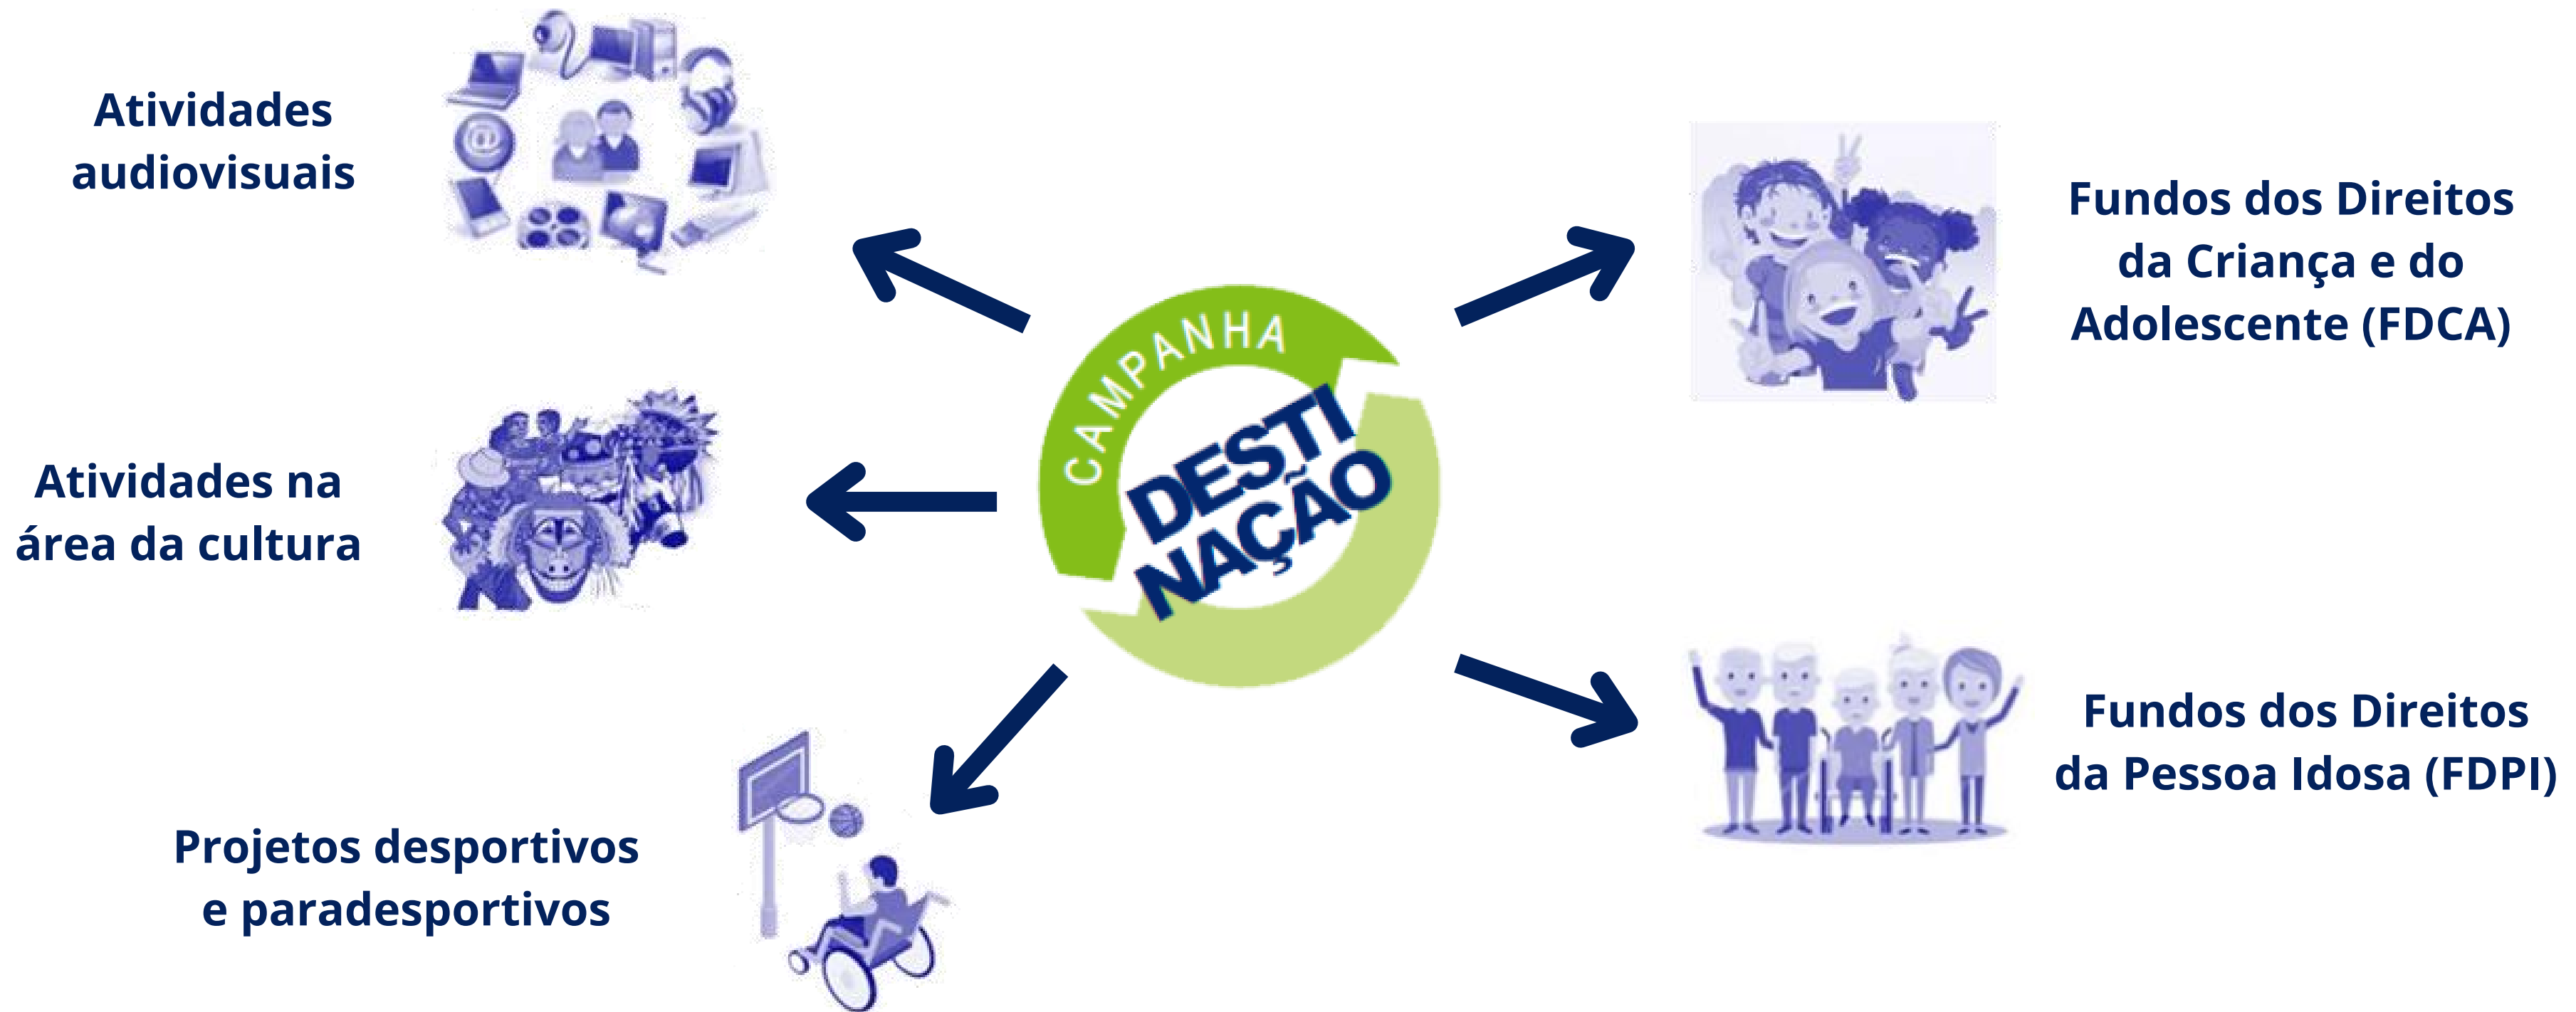 Atividades
audiovisuais
Fundos dos Direitos
da Criança e do
Adolescente (FDCA)
CAMPANHA
DESTI
NAÇÃO
Atividades na
área da cultura
Projetos desportivos
e paradesportivos
Fundos dos Direitos
da Pessoa Idosa (FDPI)
@